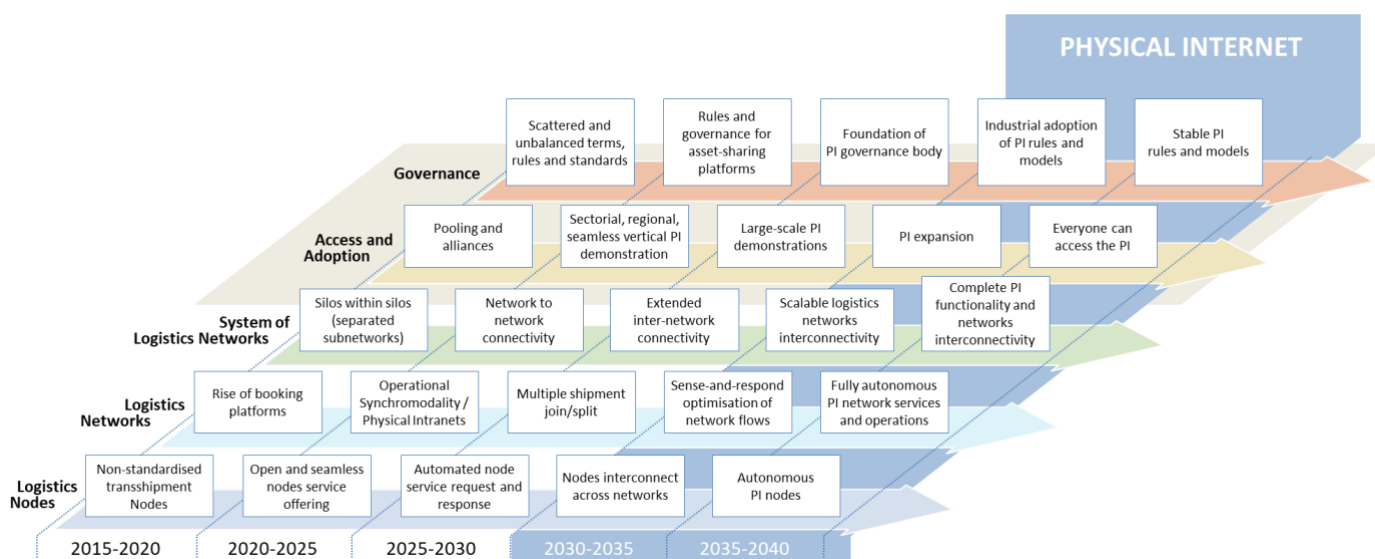 PHYSICAL INTERNET
Governance
Scattered and
unbalanced terms,
rules and standards
Rules and
governance for
asset-sharing
platforms
Foundation of
PI governance body
Industrial adoption
of PI rules and
models
Stable PI
rules and models
Access and
Adoption
Pooling and
alliances
Sectorial, regional,
seamless vertical PI
demonstration
Large-scale PI
demonstrations
PI expansion
Everyone can
access the PI
System of
Logistics Networks
Silos within silos
(separated
subnetworks)
Network to
network
connectivity
Extended
inter-network
connectivity
Scalable logistics
networks
interconnectivity
Complete PI
functionality and
networks
interconnectivity
Logistics
Networks
Rise of booking
platforms
Operational
Synchromodality /
Physical Intranets
Multiple shipment
join/split
Sense-and-respond
optimisation of
network flows
Fully autonomous
PI network services
and operations
Logistics
Nodes
Non-standardised
transshipment
Nodes
Open and seamless
nodes service
offering
Automated node
service request and
response
Nodes interconnect
across networks
Autonomous
PI nodes
2015-2020
2020-2025
2025-2030
2030-2035
2035-2040